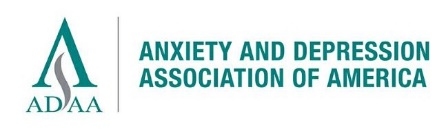 ADAA
ANXIETY AND DEPRESSION
ASSOCIATION OF AMERICA